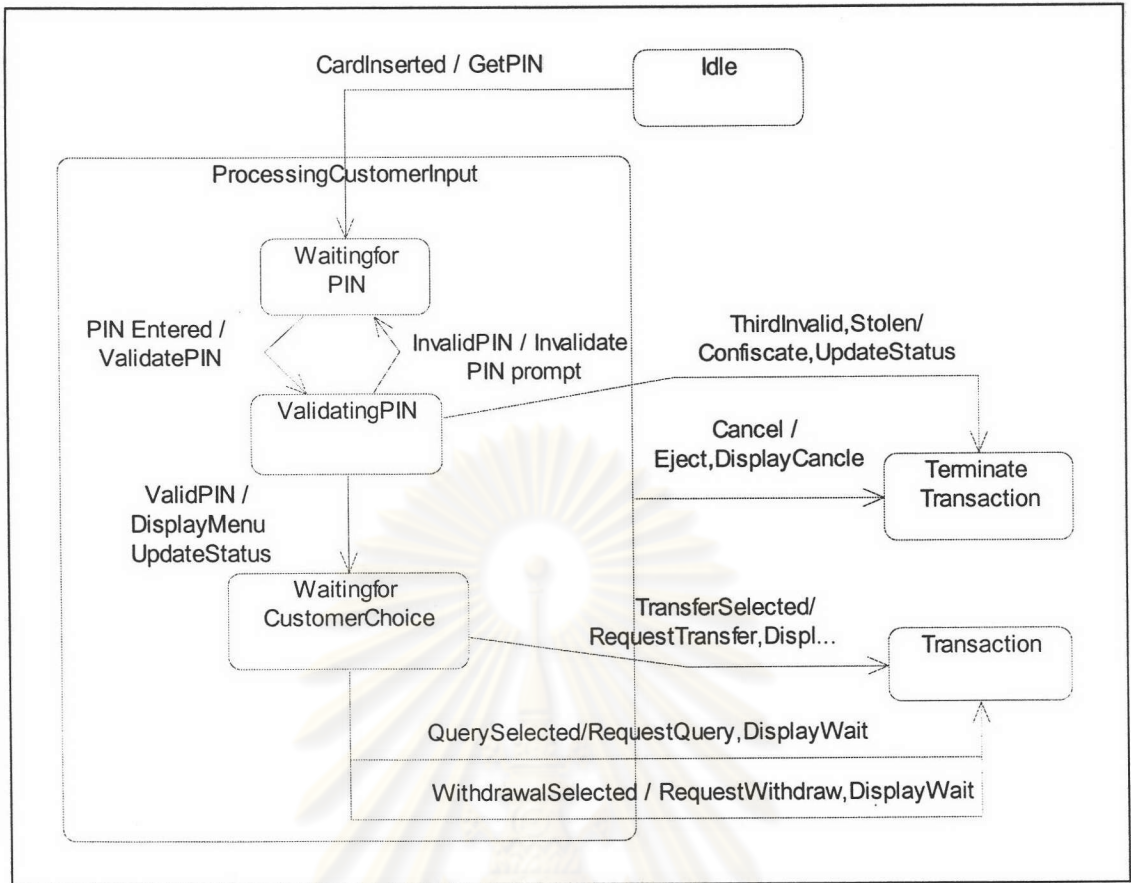 CardInserted / GetPIN
Idle
ProcessingCustomerInput
Waitingfor
PIN
PIN Entered /
ValidatePIN
InvalidPIN / Invalidate
PIN prompt
ThirdInvalid,Stolen/
Confiscate,UpdateStatus
ValidatingPIN
Cancel /
Eject,DisplayCancle
Terminate
Transaction
ValidPIN /
DisplayMenu
UpdateStatus
Waitingfor
CustomerChoice
TransferSelected/
RequestTransfer,Displ...
Transaction
QuerySelected/RequestQuery,DisplayWait
WithdrawalSelected / RequestWithdraw,DisplayWait